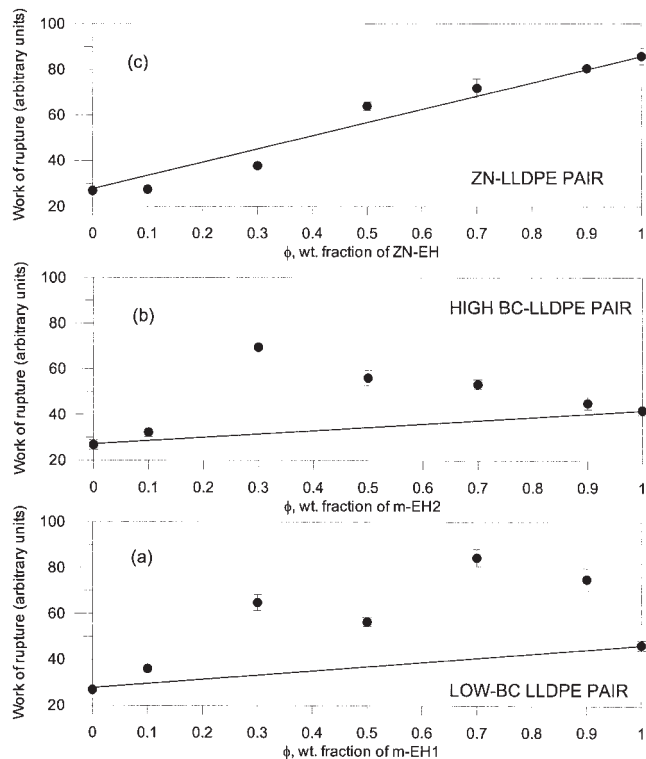 Work of rupture (arbitrary units)
100
80
60
40
20
(c)
ZN-LLDPE PAIR
0 0.1 0.2 0.3 0.4 0.5 0.6 0.7 0.8 0.9 1
ϕ, wt. fraction of ZN-EH
Work of rupture (arbitrary units)
100
80
60
40
20
(b)
HIGH BC-LLDPE PAIR
0 0.1 0.2 0.3 0.4 0.5 0.6 0.7 0.8 0.9 1
ϕ, wt. fraction of m-EH2
Work of rupture (arbitrary units)
100
80
60
40
20
(a)
LOW-BC LLDPE PAIR
0 0.1 0.2 0.3 0.4 0.5 0.6 0.7 0.8 0.9 1
ϕ, wt. fraction of m-EH1